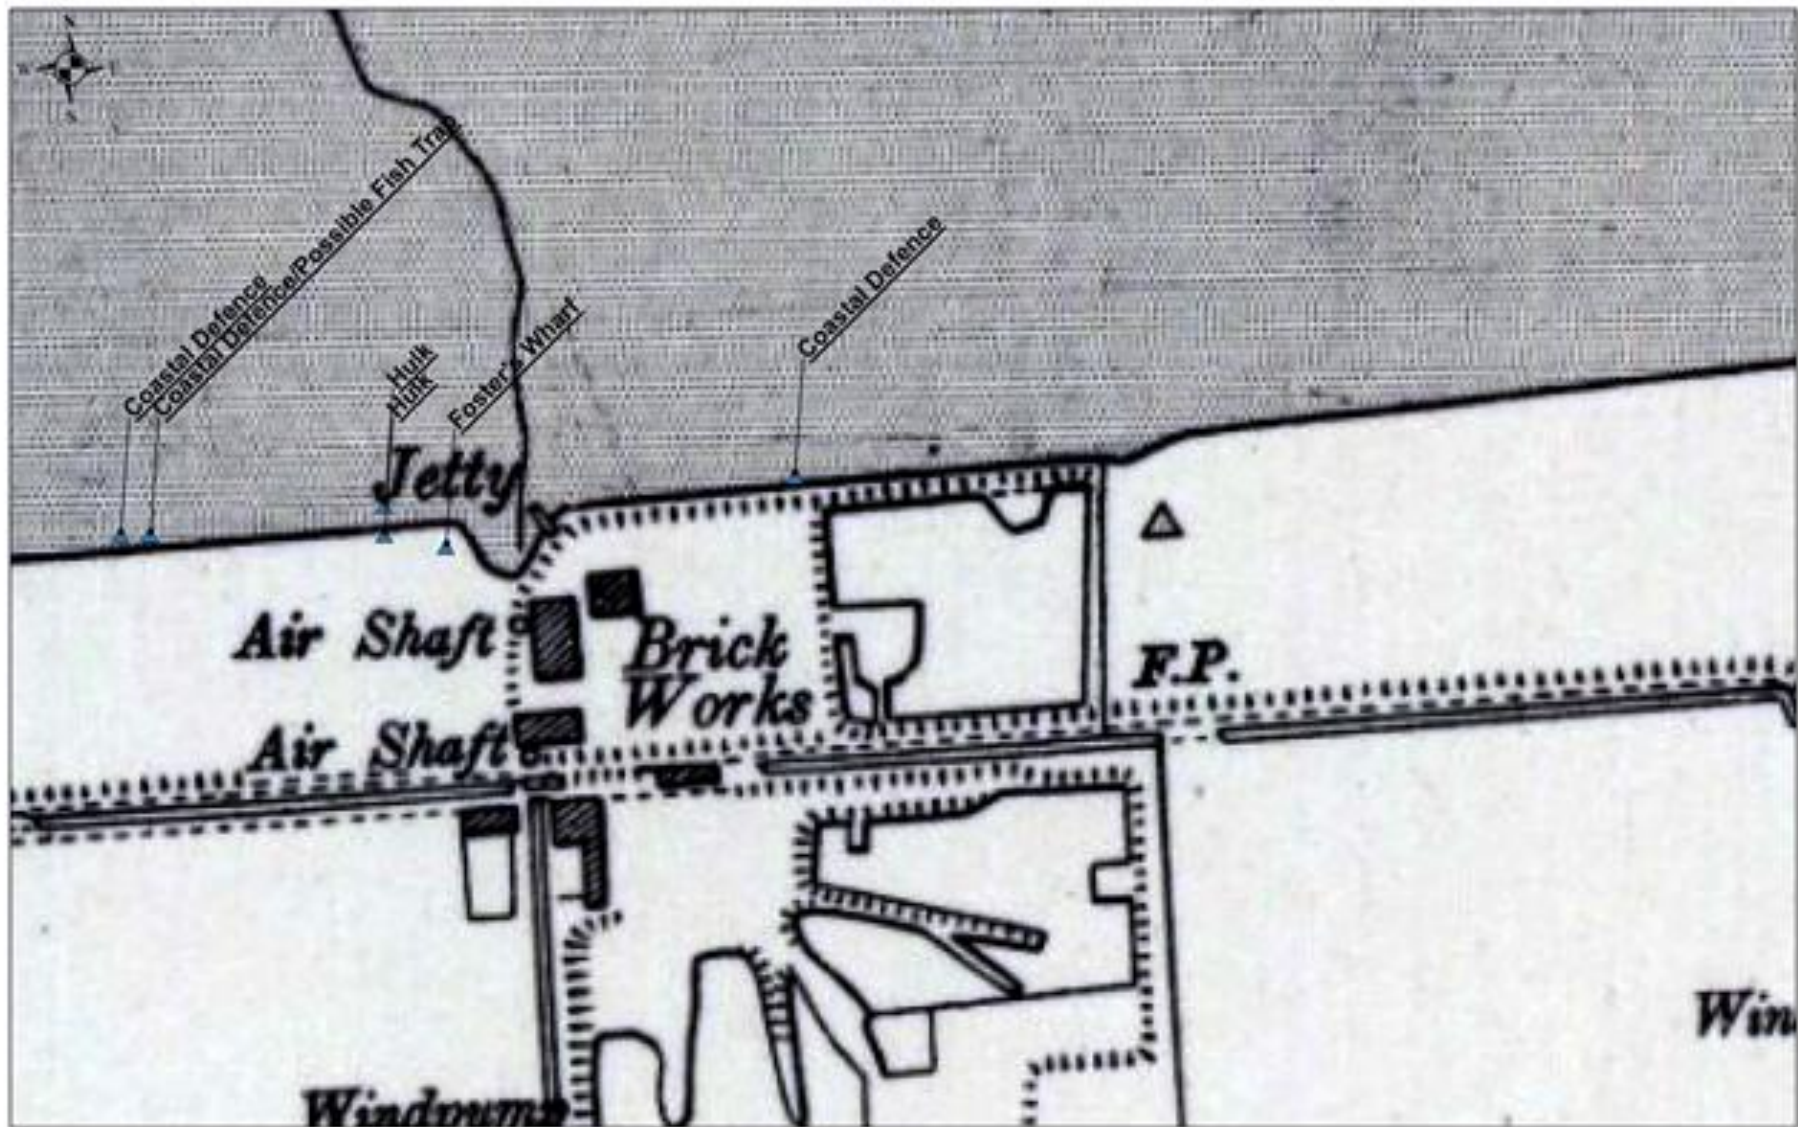 N
W E
S
Coastal Defence
Coastal Defence/Possible Fish Trap
Hulk
Hulk
Foster's Wharf
Coastal Defence
Jetty
Air Shaft
Brick
Works
F.P.
Air Shaft
Win
Windpump